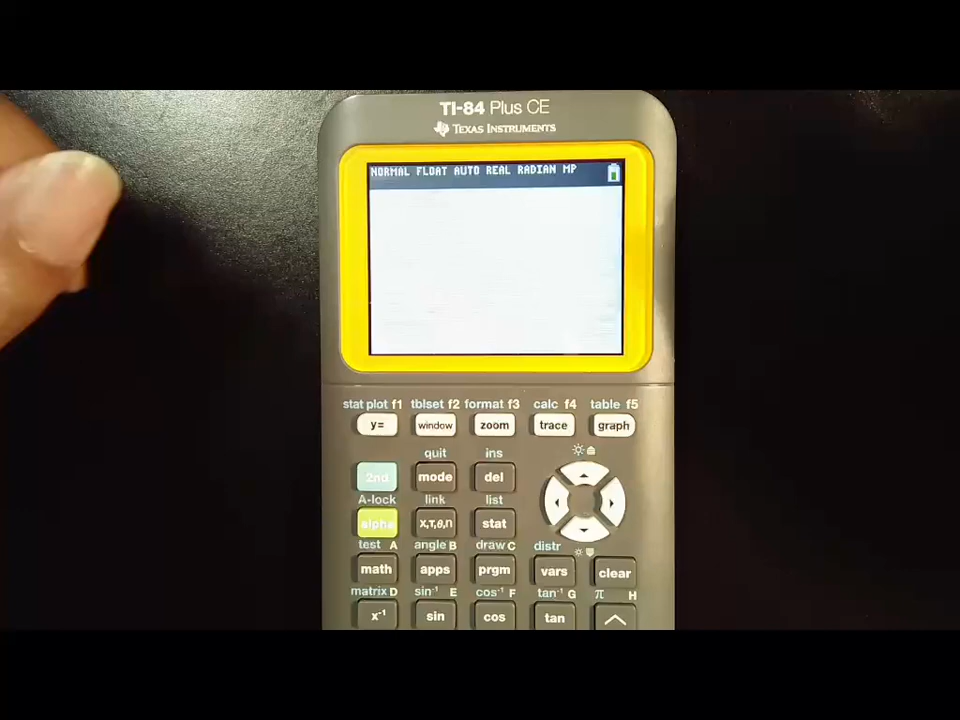 TI-84 Plus CE
TEXAS INSTRUMENTS
NORMAL FLOAT AUTO REAL RADIAN MP
stat plot f1 tblset f2 format f3 calc f4 table f5
y= window zoom trace graph
quit ins
2nd mode del
A-lock link list
alpha X,T,θ,n stat
test A angle B draw C distr
math apps prgm vars clear
matrix D sin⁻¹ E cos⁻¹ F tan⁻¹ G π H
x⁻¹ sin cos tan ^